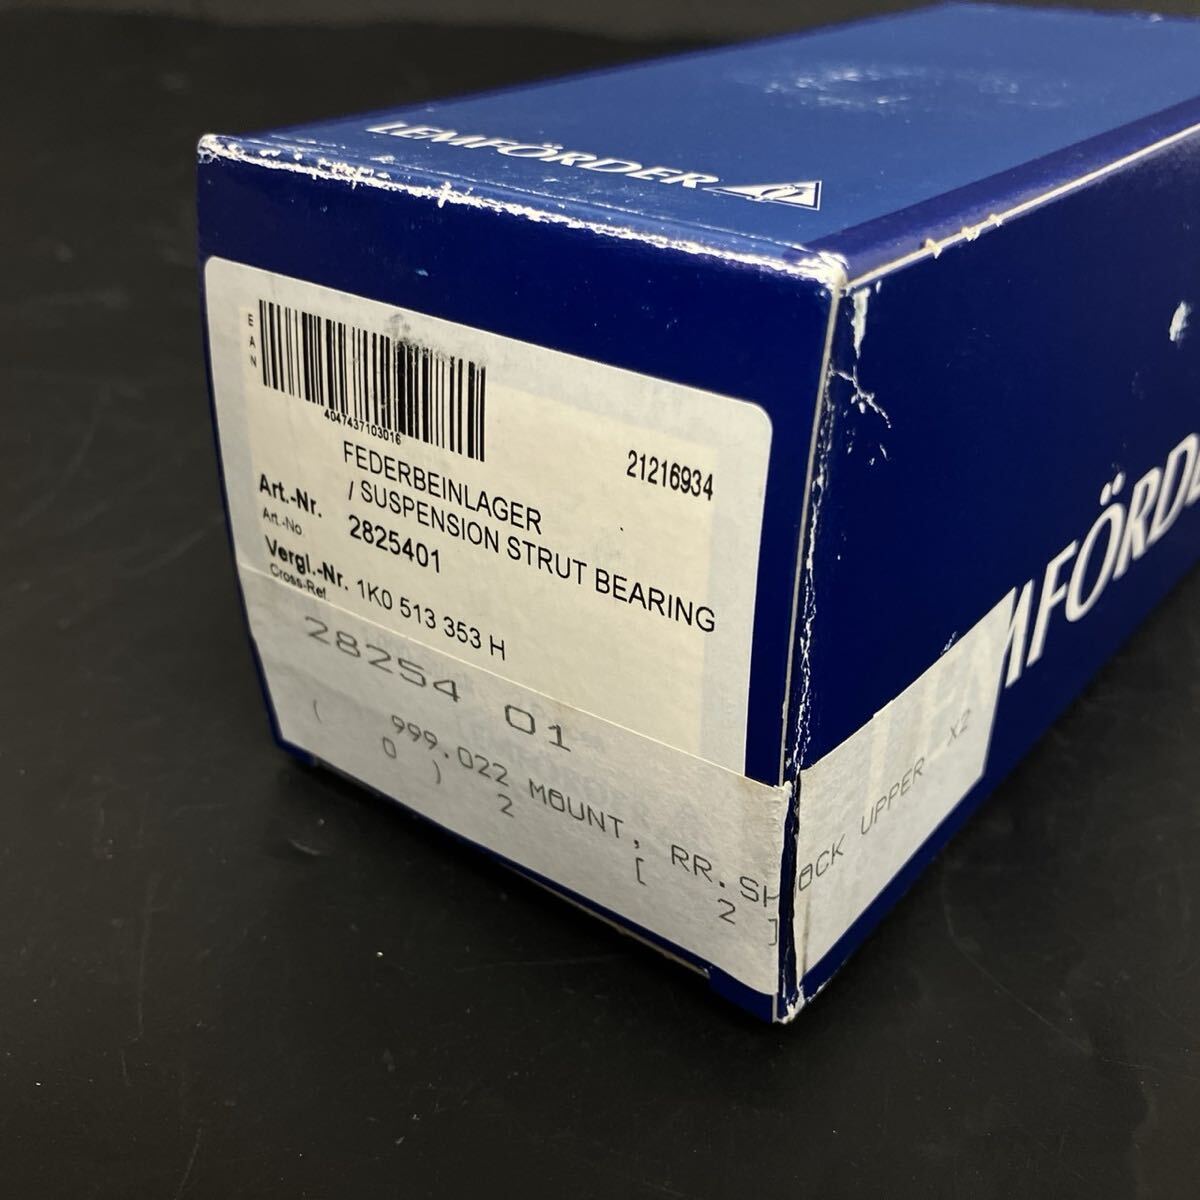 LEMFÖRDER
EAN
4047437103016
21216934
FEDERBEINLAGER
/ SUSPENSION STRUT BEARING
Art.-Nr. 2825401
Art.-No.
Vergl.-Nr. 1K0 513 353 H
Cross-Ref.
28254 01
( 999.022 MOUNT, RR.SHOCK UPPER X2
0 ) 2 [ 2 ]
MFÖRD